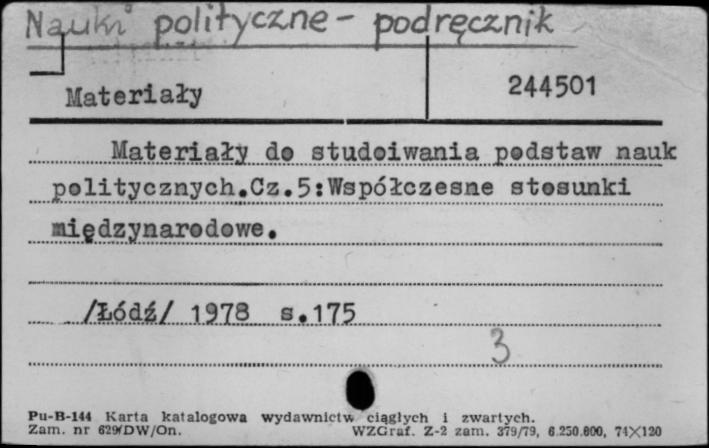 Nauki polityczne - podręcznik
Materiały
244501
Materiały do studoiwania podstaw nauk
politycznych.Cz.5:Współczesne stosunki
międzynarodowe.
/Łódź/ 1978 s.175
3
Pu-B-144 Karta katalogowa wydawnictw ciągłych i zwartych.
Zam. nr 629/DW/On. WZGraf. Z-2 zam. 379/79, 6.250.000, 74X120